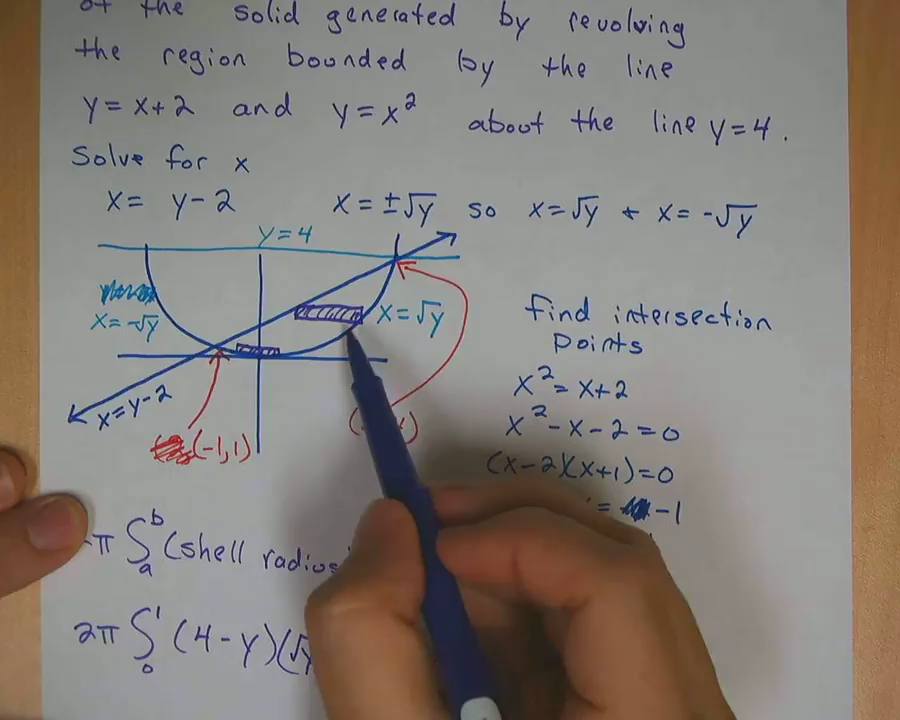 of the solid generated by revolving
the region bounded by the line
y = x+2 and y = x² about the line y=4.
Solve for x
x = y-2 x = ±√y so x=√y + x=-√y
y=4
x=-√y
x=√y
x=y-2
(-1,1)
find intersection
points
x² = x+2
x²-x-2=0
(x-2)(x+1)=0
= -1
π ∫ₐᵇ (shell radius
2π ∫₀¹ (4-y)(√y